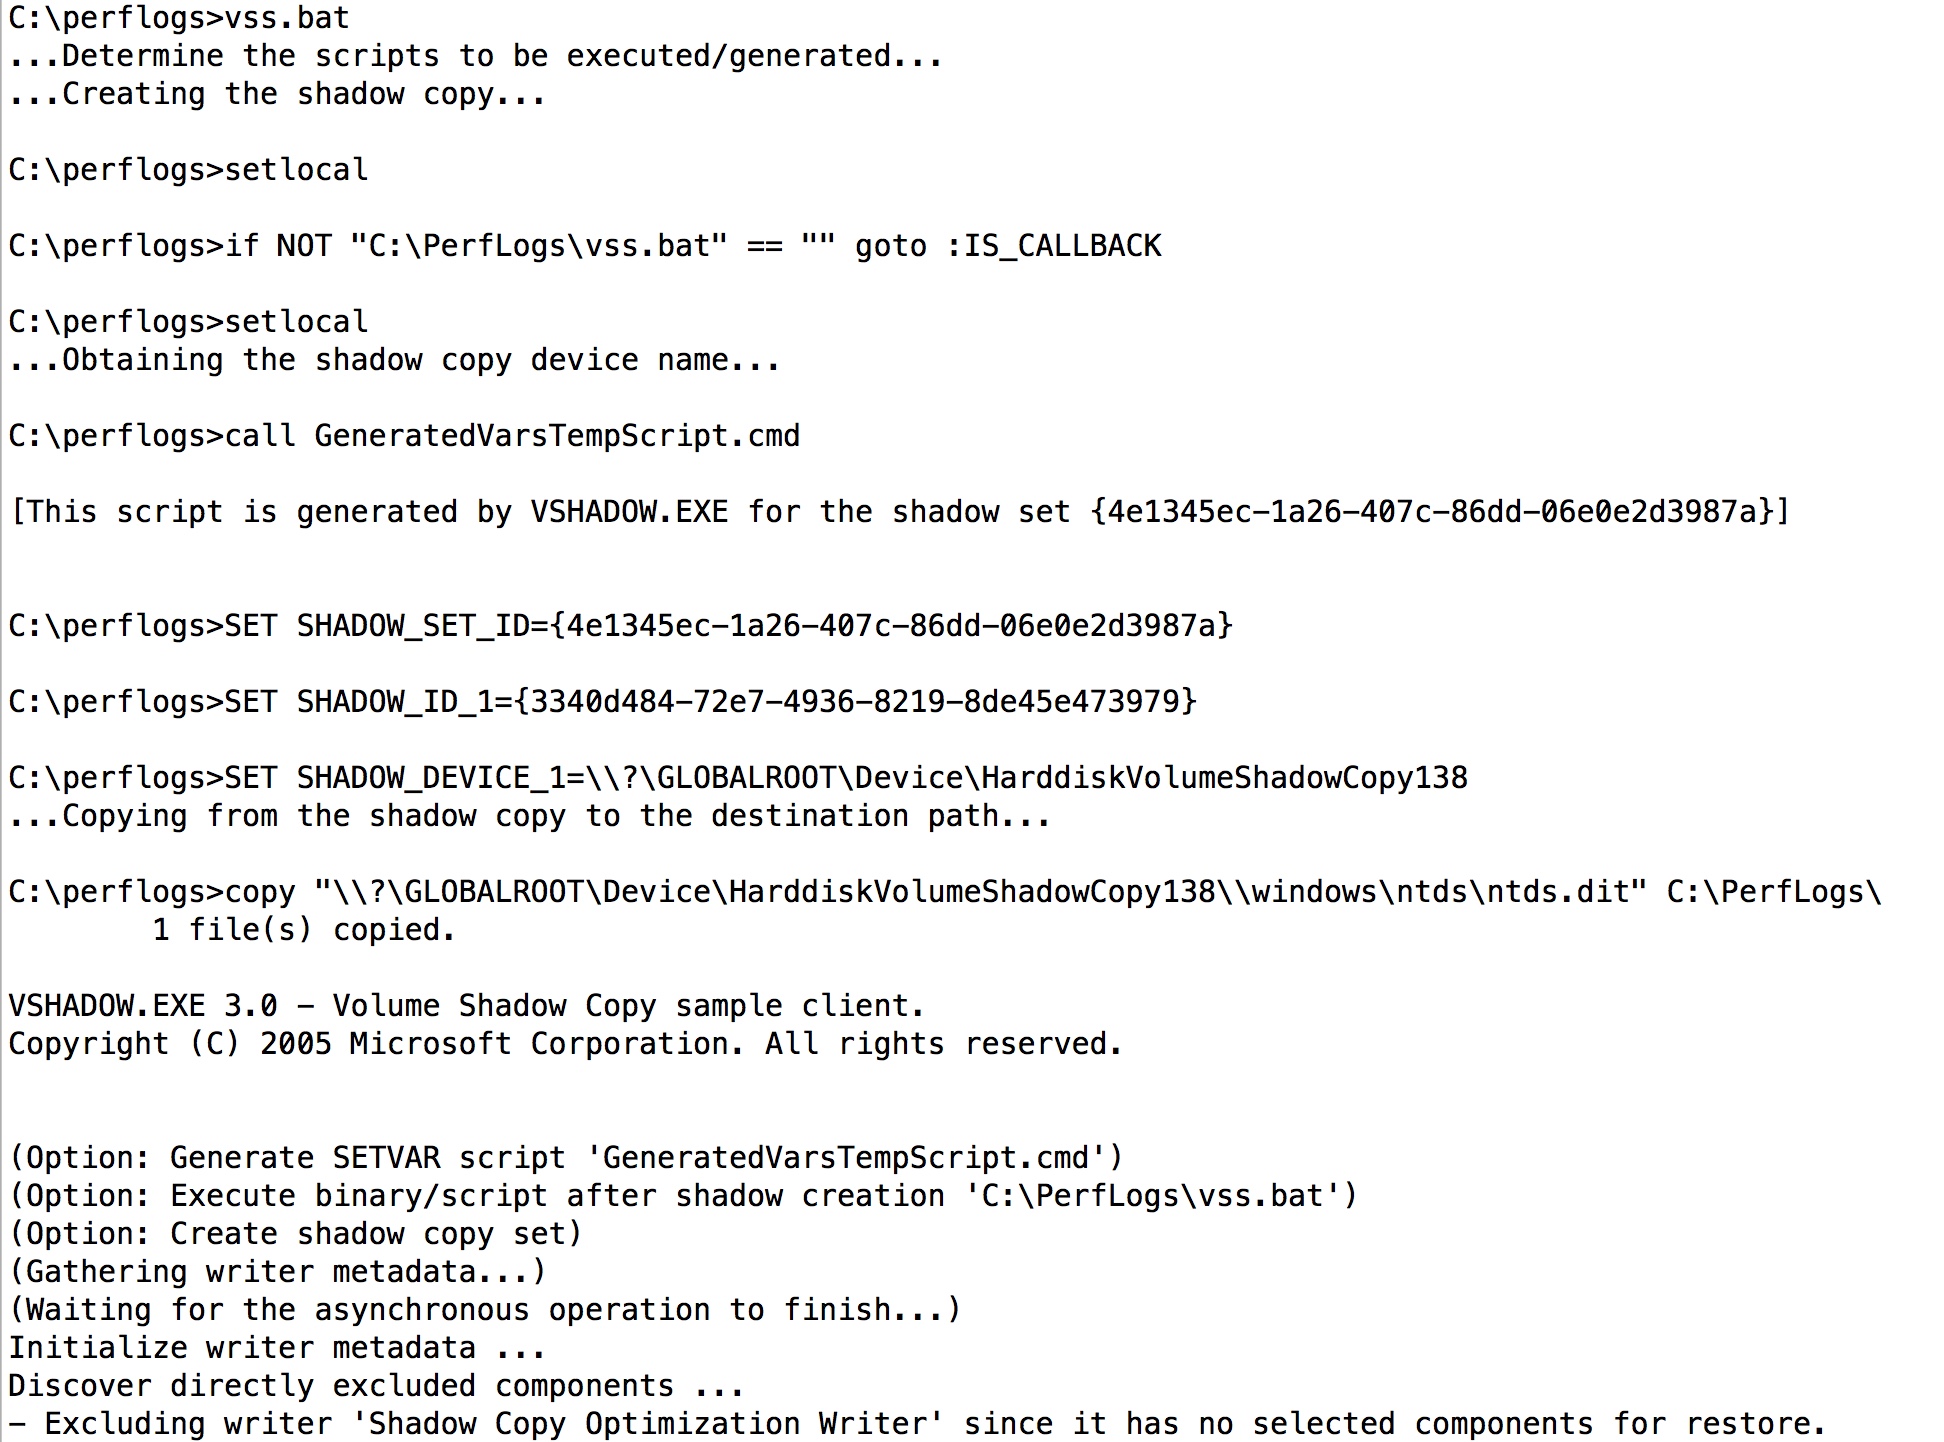 C:\perflogs>vss.bat
...Determine the scripts to be executed/generated...
...Creating the shadow copy...
C:\perflogs>setlocal
C:\perflogs>if NOT "C:\PerfLogs\vss.bat" == "" goto :IS_CALLBACK
C:\perflogs>setlocal
...Obtaining the shadow copy device name...
C:\perflogs>call GeneratedVarsTempScript.cmd
[This script is generated by VSHADOW.EXE for the shadow set {4e1345ec-1a26-407c-86dd-06e0e2d3987a}]
C:\perflogs>SET SHADOW_SET_ID={4e1345ec-1a26-407c-86dd-06e0e2d3987a}
C:\perflogs>SET SHADOW_ID_1={3340d484-72e7-4936-8219-8de45e473979}
C:\perflogs>SET SHADOW_DEVICE_1=\\?\GLOBALROOT\Device\HarddiskVolumeShadowCopy138
...Copying from the shadow copy to the destination path...
C:\perflogs>copy "\\?\GLOBALROOT\Device\HarddiskVolumeShadowCopy138\\windows\ntds\ntds.dit" C:\PerfLogs\
        1 file(s) copied.
VSHADOW.EXE 3.0 - Volume Shadow Copy sample client.
Copyright (C) 2005 Microsoft Corporation. All rights reserved.
(Option: Generate SETVAR script 'GeneratedVarsTempScript.cmd')
(Option: Execute binary/script after shadow creation 'C:\PerfLogs\vss.bat')
(Option: Create shadow copy set)
(Gathering writer metadata...)
(Waiting for the asynchronous operation to finish...)
Initialize writer metadata ...
Discover directly excluded components ...
- Excluding writer 'Shadow Copy Optimization Writer' since it has no selected components for restore.